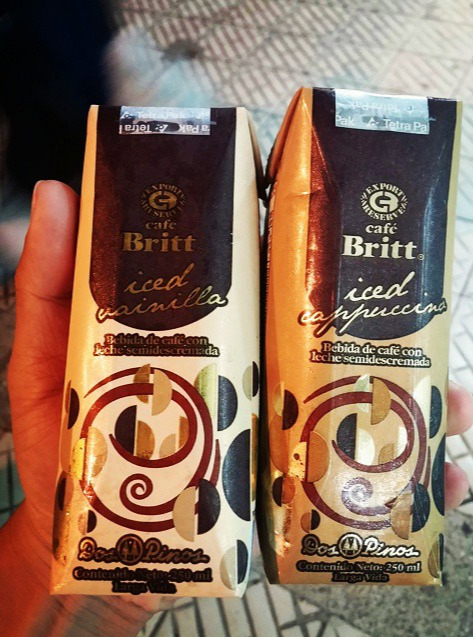 Tetra Pak
EXPORT
RESERVE
café
Britt
iced
vainilla
Bebida de café con
leche semidescremada
Dos Pinos
Contenido Neto: 250 ml
Larga Vida
Pak Tetra Pa
EXPORT
RESERVE
café
Britt®
iced
cappuccino
Bebida de café con
leche semidescremada
Dos Pinos
Contenido Neto: 250 ml
Larga Vida